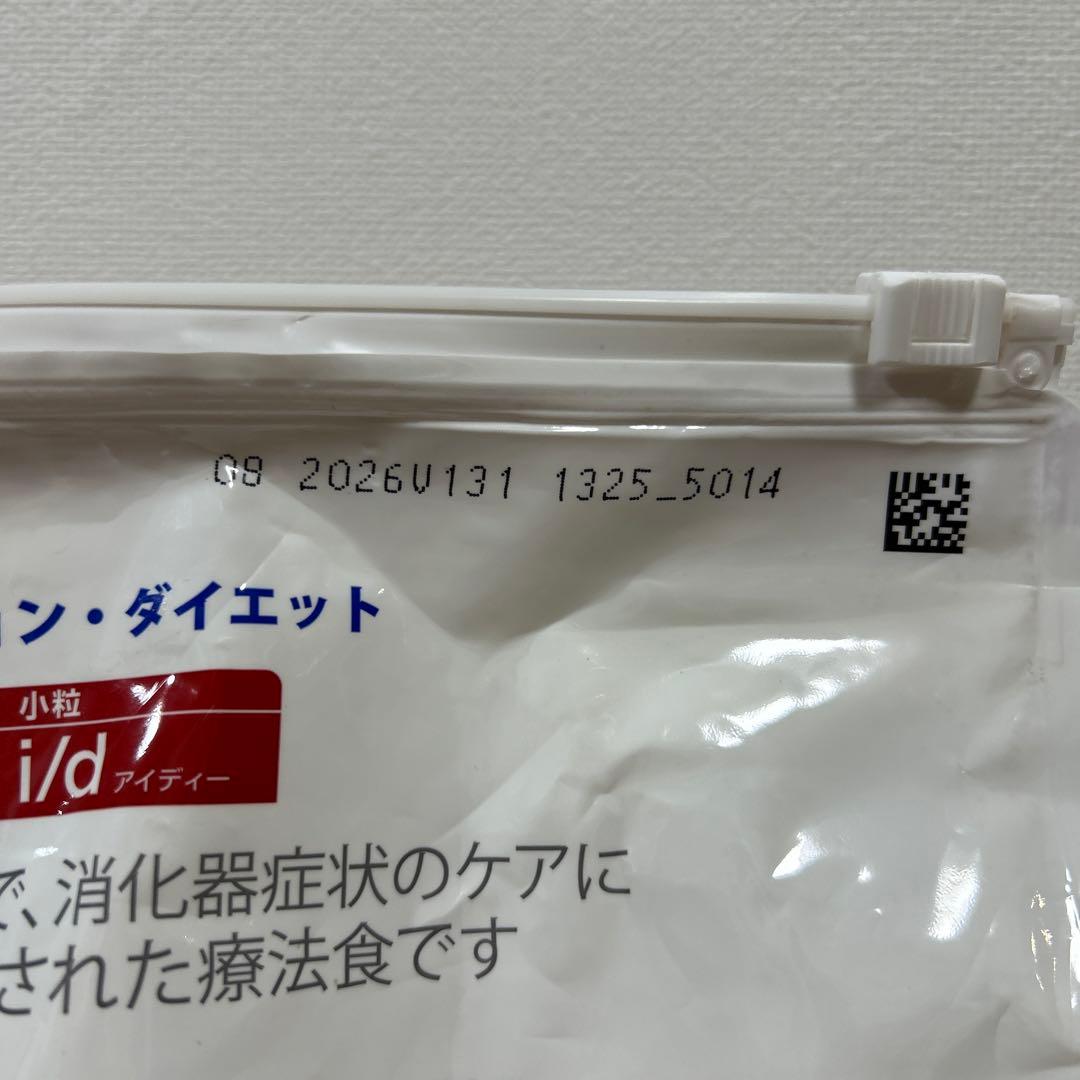 08 2026V131 1325_5014
ン・ダイエット
小粒
i/d アイディー
で、消化器症状のケアに
された療法食です